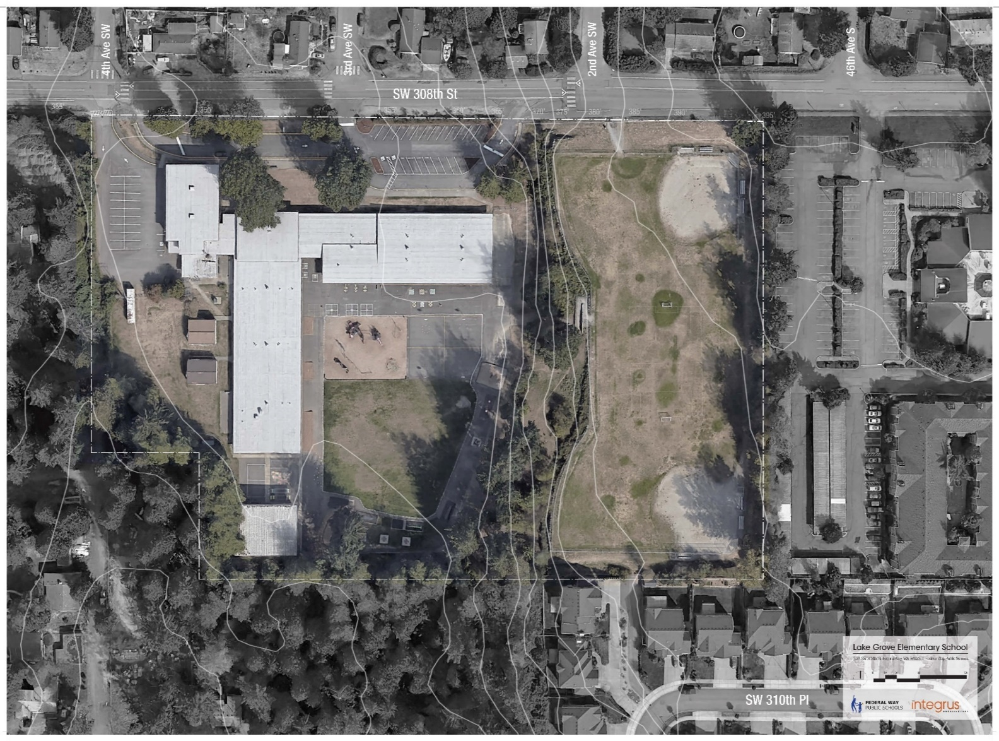 4th Ave SW
3rd Ave SW
2nd Ave SW
46th Ave S
SW 308th St
355'
350'
360'
365'
370'
375'
380'
385'
390'
395'
SW 310th Pl
Lake Grove Elementary School
FEDERAL WAY
PUBLIC SCHOOLS
integrus